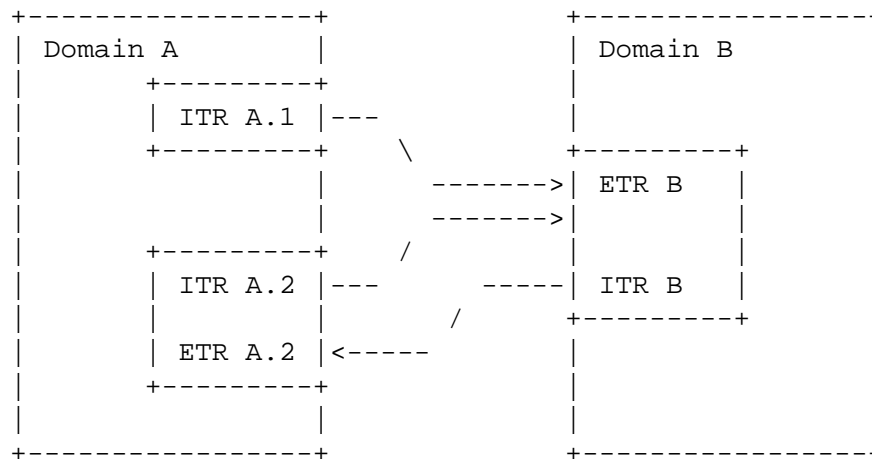 Domain A Domain B
ITR A.1
ETR B
ITR A.2 ITR B
ETR A.2